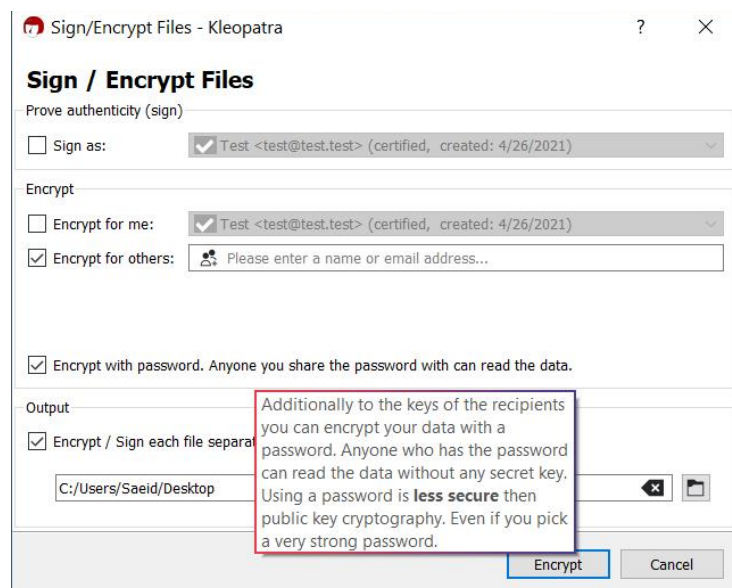 Sign/Encrypt Files - Kleopatra ?
Sign / Encrypt Files
Prove authenticity (sign)
Sign as: Test <test@test.test> (certified, created: 4/26/2021)
Encrypt
Encrypt for me: Test <test@test.test> (certified, created: 4/26/2021)
Encrypt for others: Please enter a name or email address...
Encrypt with password. Anyone you share the password with can read the data.
Output
Encrypt / Sign each file
C:/Users/Saeid/Desktop
Additionally to the keys of the recipients
you can encrypt your data with a
password. Anyone who has the password
can read the data without any secret key.
Using a password is less secure then
public key cryptography. Even if you pick
a very strong password.
Encrypt Cancel